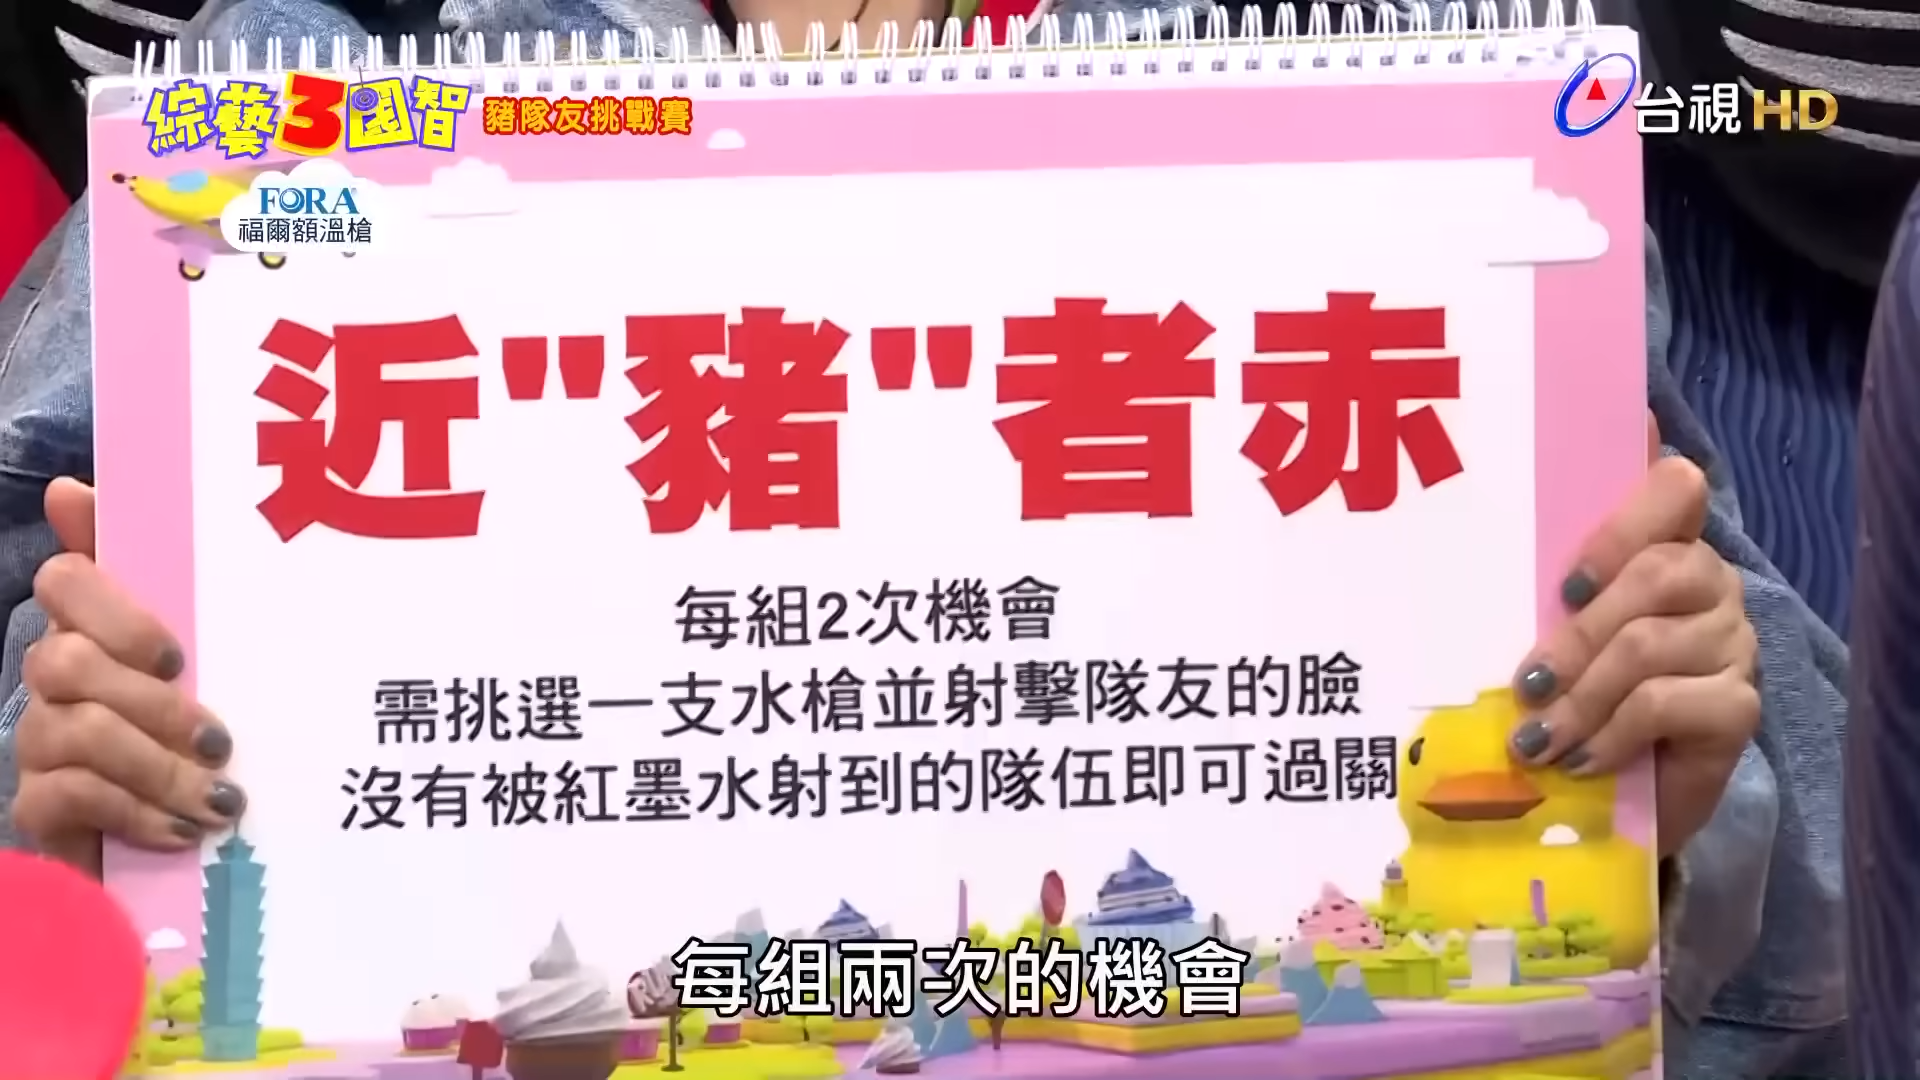 綜藝3國智 豬隊友挑戰賽
台視HD
FORA
福爾額溫槍
近"豬"者赤
每組2次機會
需挑選一支水槍並射擊隊友的臉
沒有被紅墨水射到的隊伍即可過關
每組兩次的機會